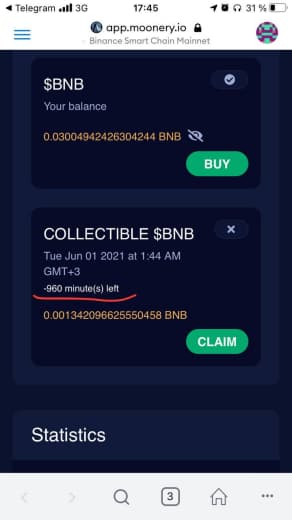 ◀ Telegram 3G 17:45 31 %
app.moonery.io
Binance Smart Chain Mainnet
$BNB
Your balance
0.03004942426304244 BNB
BUY
COLLECTIBLE $BNB
Tue Jun 01 2021 at 1:44 AM
GMT+3
-960 minute(s) left
0.001342096625550458 BNB
CLAIM
Statistics
3